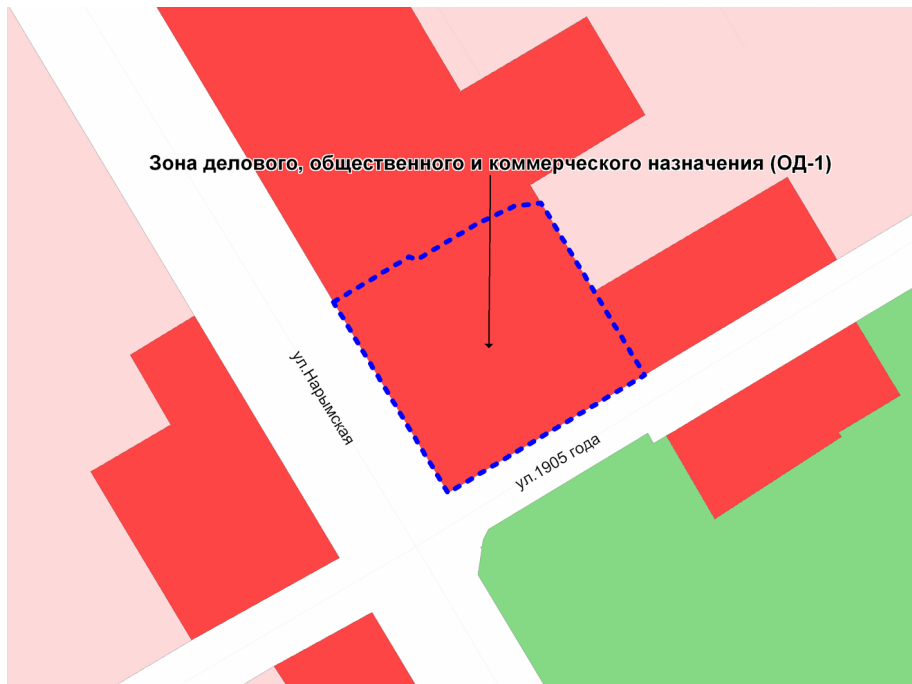 Зона делового, общественного и коммерческого назначения (ОД-1)
ул.Нарымская
ул.1905 года